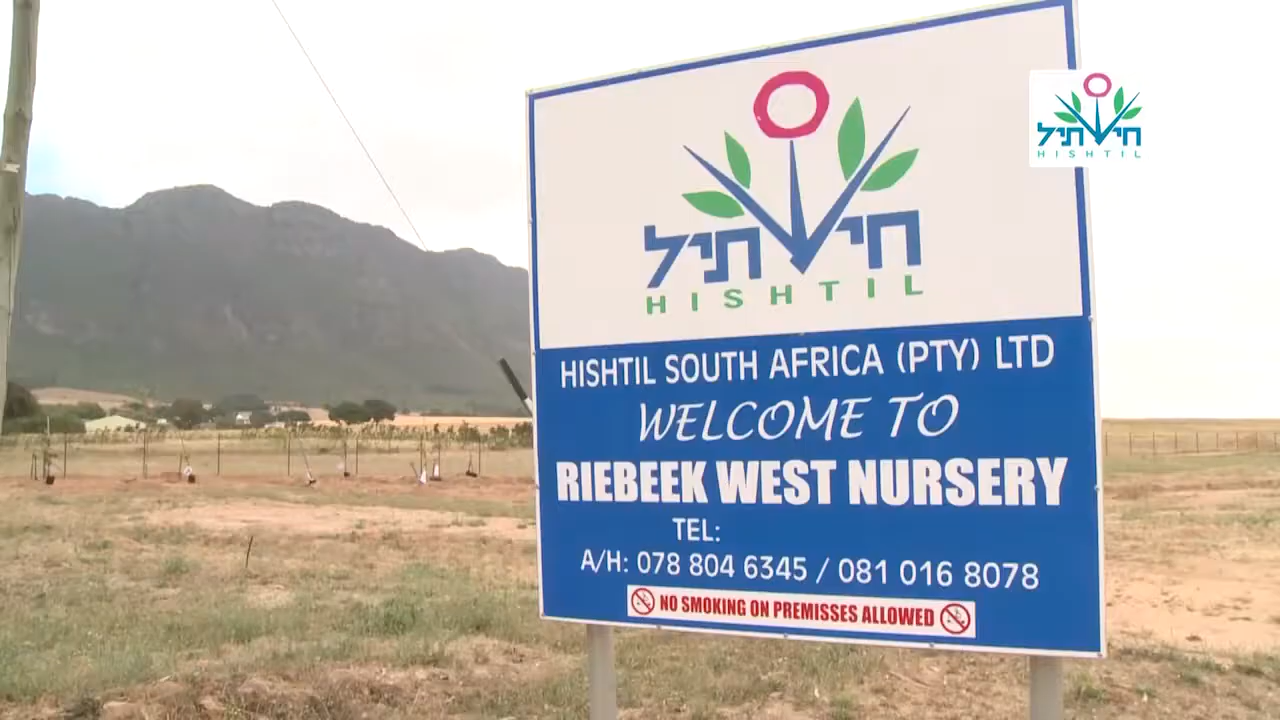 חישתיל
HISHTIL
חישתיל
HISHTIL
HISHTIL SOUTH AFRICA (PTY) LTD
WELCOME TO
RIEBEEK WEST NURSERY
TEL:
A/H: 078 804 6345 / 081 016 8078
NO SMOKING ON PREMISSES ALLOWED